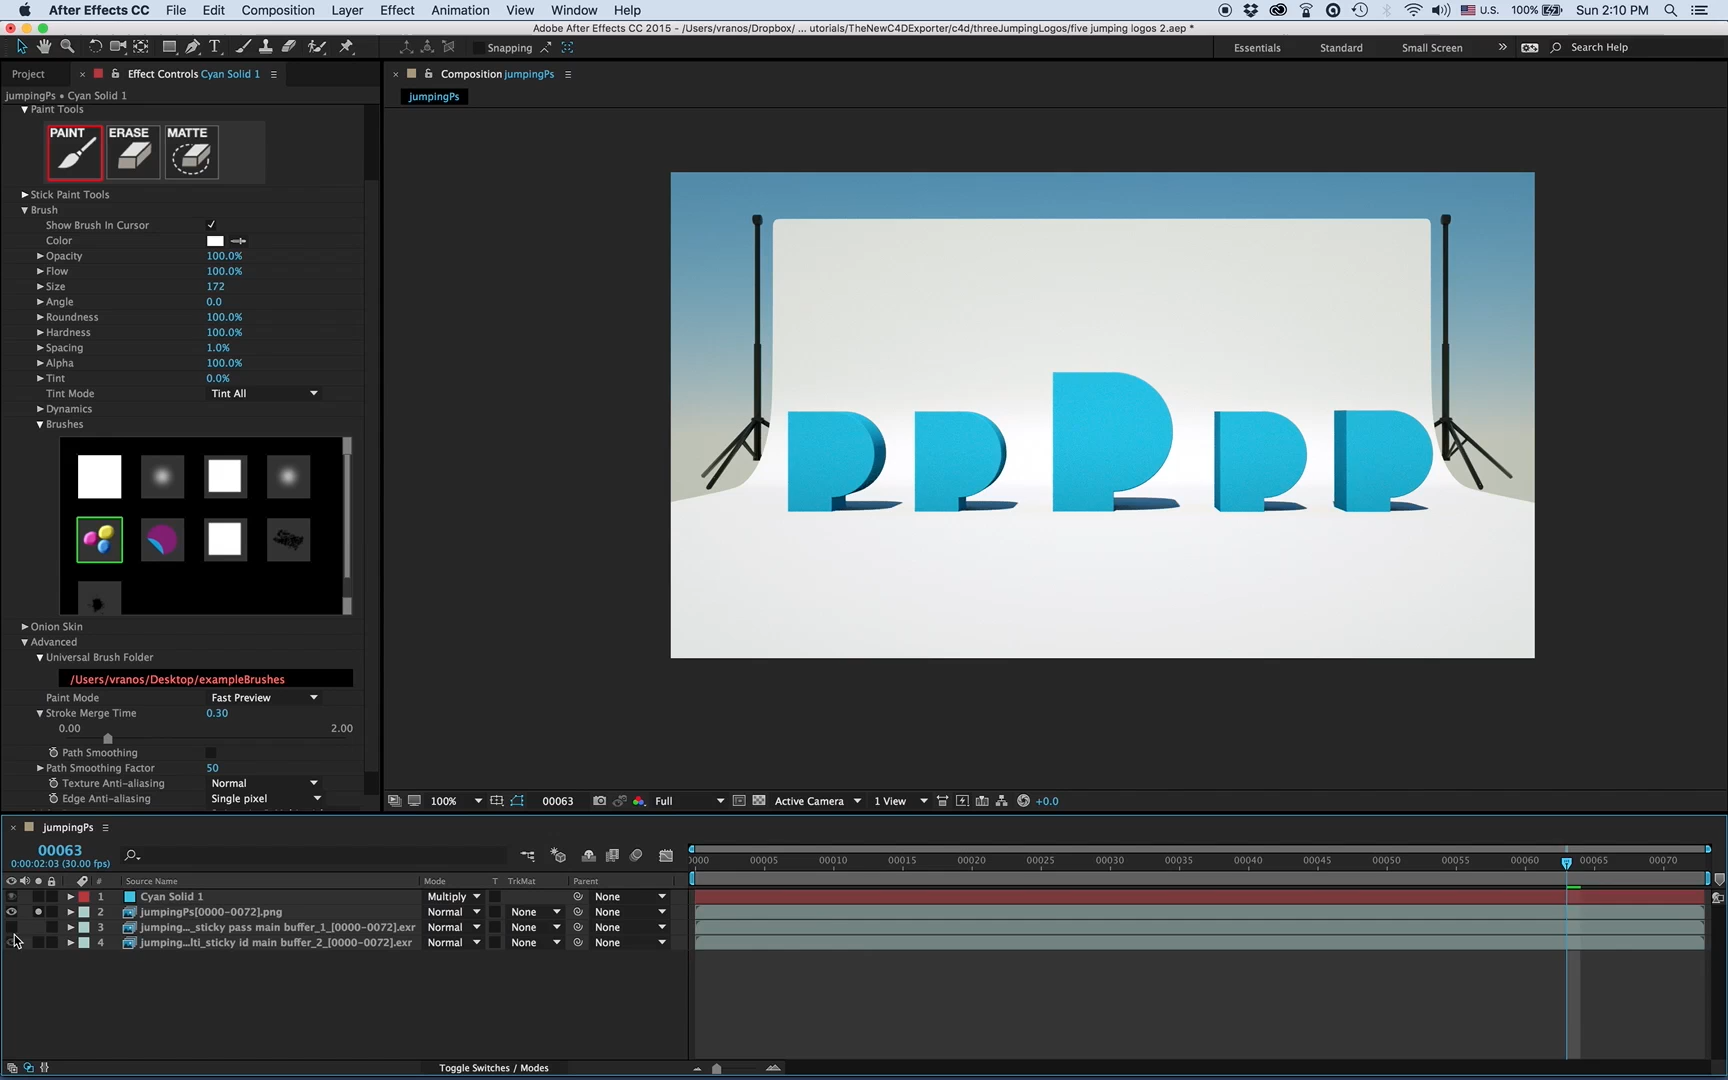 After Effects CC File Edit Composition Layer Effect Animation View Window Help U.S. 100% Sun 2:10 PM
Adobe After Effects CC 2015 - /Users/vranos/Dropbox/ ... utorials/TheNewC4DExporter/c4d/threeJumpingLogos/five jumping logos 2.aep *
Snapping Essentials Standard Small Screen Search Help
Project Effect Controls Cyan Solid 1 Composition jumpingPs
jumpingPs • Cyan Solid 1
jumpingPs
Paint Tools
PAINT ERASE MATTE
Stick Paint Tools
Brush
Show Brush In Cursor
Color
Opacity 100.0%
Flow 100.0%
Size 172
Angle 0.0
Roundness 100.0%
Hardness 100.0%
Spacing 1.0%
Alpha 100.0%
Tint 0.0%
Tint Mode Tint All
Dynamics
Brushes
Onion Skin
Advanced
Universal Brush Folder
/Users/vranos/Desktop/exampleBrushes
Paint Mode Fast Preview
Stroke Merge Time 0.30
0.00 2.00
Path Smoothing
Path Smoothing Factor 50
Texture Anti-aliasing Normal
Edge Anti-aliasing Single pixel
100% 00063 Full Active Camera 1 View +0.0
jumpingPs
00063
0:00:02:03 (30.00 fps)
0000 00005 00010 00015 00020 00025 00030 00035 00040 00045 00050 00055 00060 00065 00070
# Source Name Mode T TrkMat Parent
1 Cyan Solid 1 Multiply None
2 jumpingPs[0000-0072].png Normal None None
3 jumping..._sticky pass main buffer_1_[0000-0072].exr Normal None None
4 jumping...lti_sticky id main buffer_2_[0000-0072].exr Normal None None
Toggle Switches / Modes